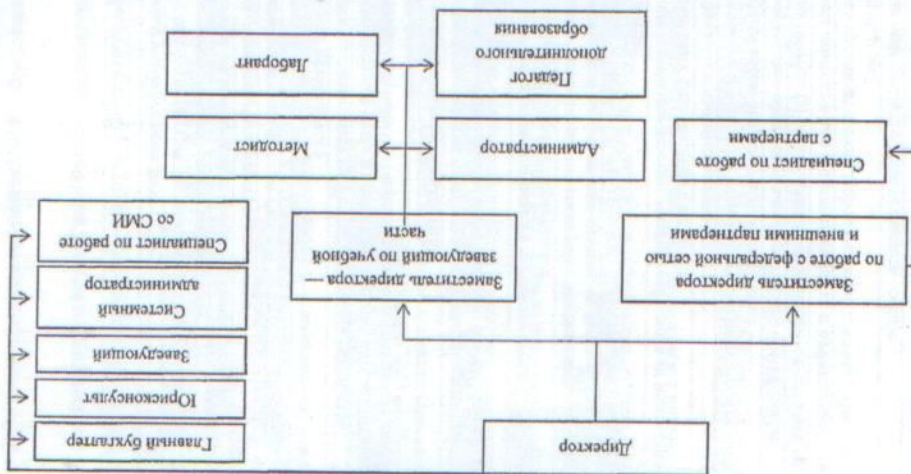 Директор
Главный бухгалтер
Юрисконсульт
Заведующий
Системный
администратор
Специалист по работе
со СМИ
Заместитель директора
по работе с федеральной сетью
и внешними партнерами
Заместитель директора —
заведующий по учебной
части
Специалист по работе
с партнерами
Администратор
Методист
Педагог
дополнительного
образования
Лаборант